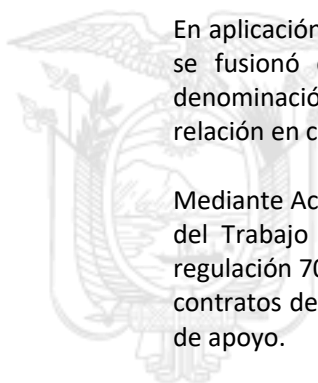 En aplicación
se fusionó
denominació
relación en c
Mediante Ac
del Trabajo
regulación 70
contratos de
de apoyo.